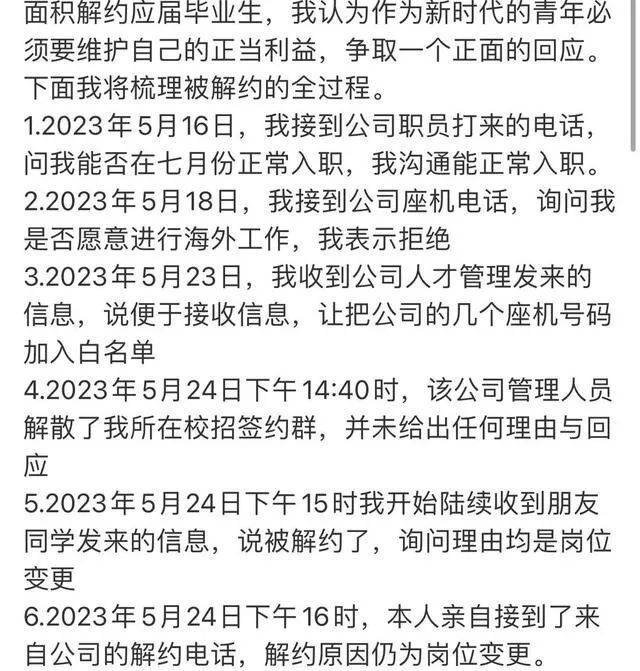 面积解约应届毕业生，我认为作为新时代的青年必
须要维护自己的正当利益，争取一个正面的回应。
下面我将梳理被解约的全过程。
1.2023年5月16日，我接到公司职员打来的电话，
问我能否在七月份正常入职，我沟通能正常入职。
2.2023年5月18日，我接到公司座机电话，询问我
是否愿意进行海外工作，我表示拒绝
3.2023年5月23日，我收到公司人才管理发来的
信息，说便于接收信息，让把公司的几个座机号码
加入白名单
4.2023年5月24日下午14:40时，该公司管理人员
解散了我所在校招签约群，并未给出任何理由与回
应
5.2023年5月24日下午15时我开始陆续收到朋友
同学发来的信息，说被解约了，询问理由均是岗位
变更
6.2023年5月24日下午16时，本人亲自接到了来
自公司的解约电话，解约原因仍为岗位变更。